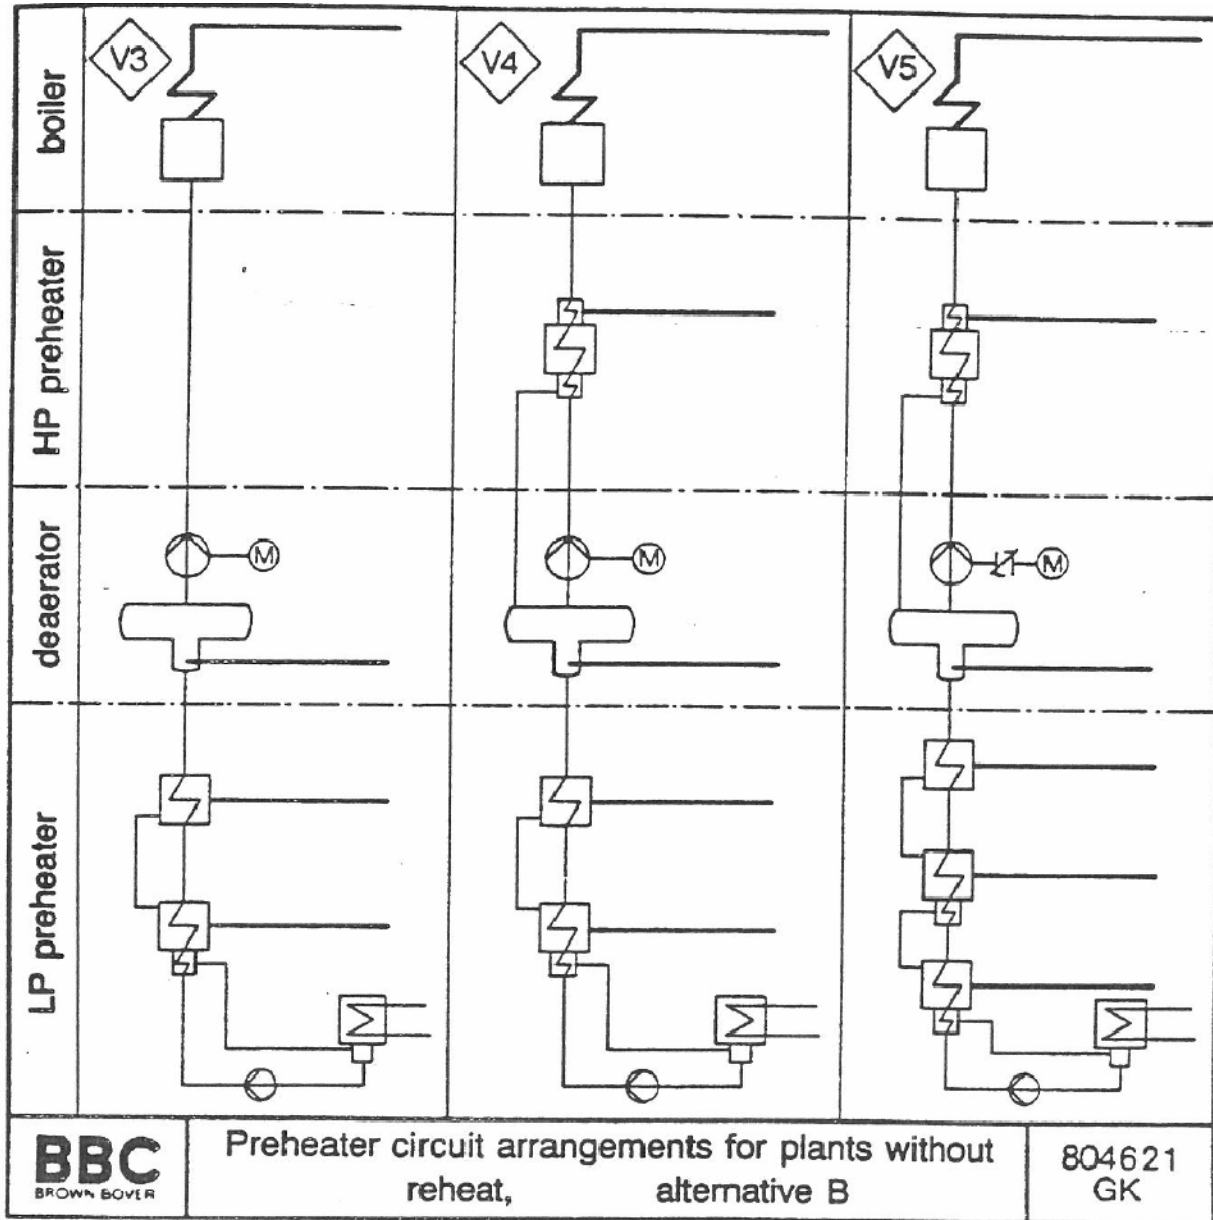 V3
V4
V5
boiler
HP preheater
deaerator
LP preheater
M
M
M
BBC
BROWN BOVER
Preheater circuit arrangements for plants without
reheat, alternative B
804621
GK